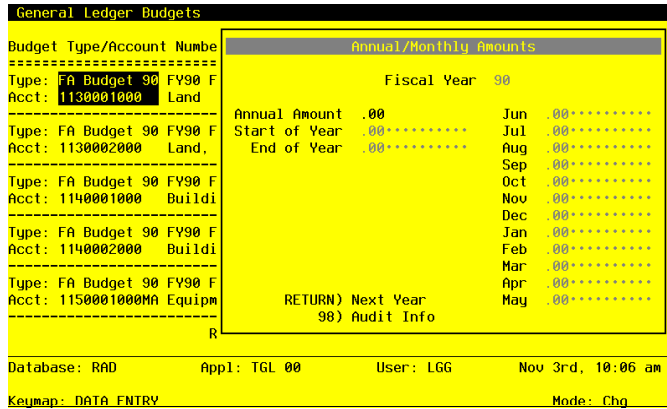 General Ledger Budgets
Budget Type/Account Numbe
Annual/Monthly Amounts
Type: FA Budget 90 FY90 F
Fiscal Year 90
Acct: 1130001000 Land
Annual Amount .00 Jun .00
Type: FA Budget 90 FY90 F
Start of Year .00 Jul .00
Acct: 1130002000 Land,
End of Year .00 Aug .00
Sep .00
Type: FA Budget 90 FY90 F
Oct .00
Acct: 1140001000 Buildi
Nov .00
Dec .00
Type: FA Budget 90 FY90 F
Jan .00
Acct: 1140002000 Buildi
Feb .00
Mar .00
Type: FA Budget 90 FY90 F
Apr .00
Acct: 1150001000MA Equipm
RETURN) Next Year May .00
98) Audit Info
R
Database: RAD Appl: TGL 00 User: LGG Nov 3rd, 10:06 am
Keymap: DATA ENTRY Mode: Chg